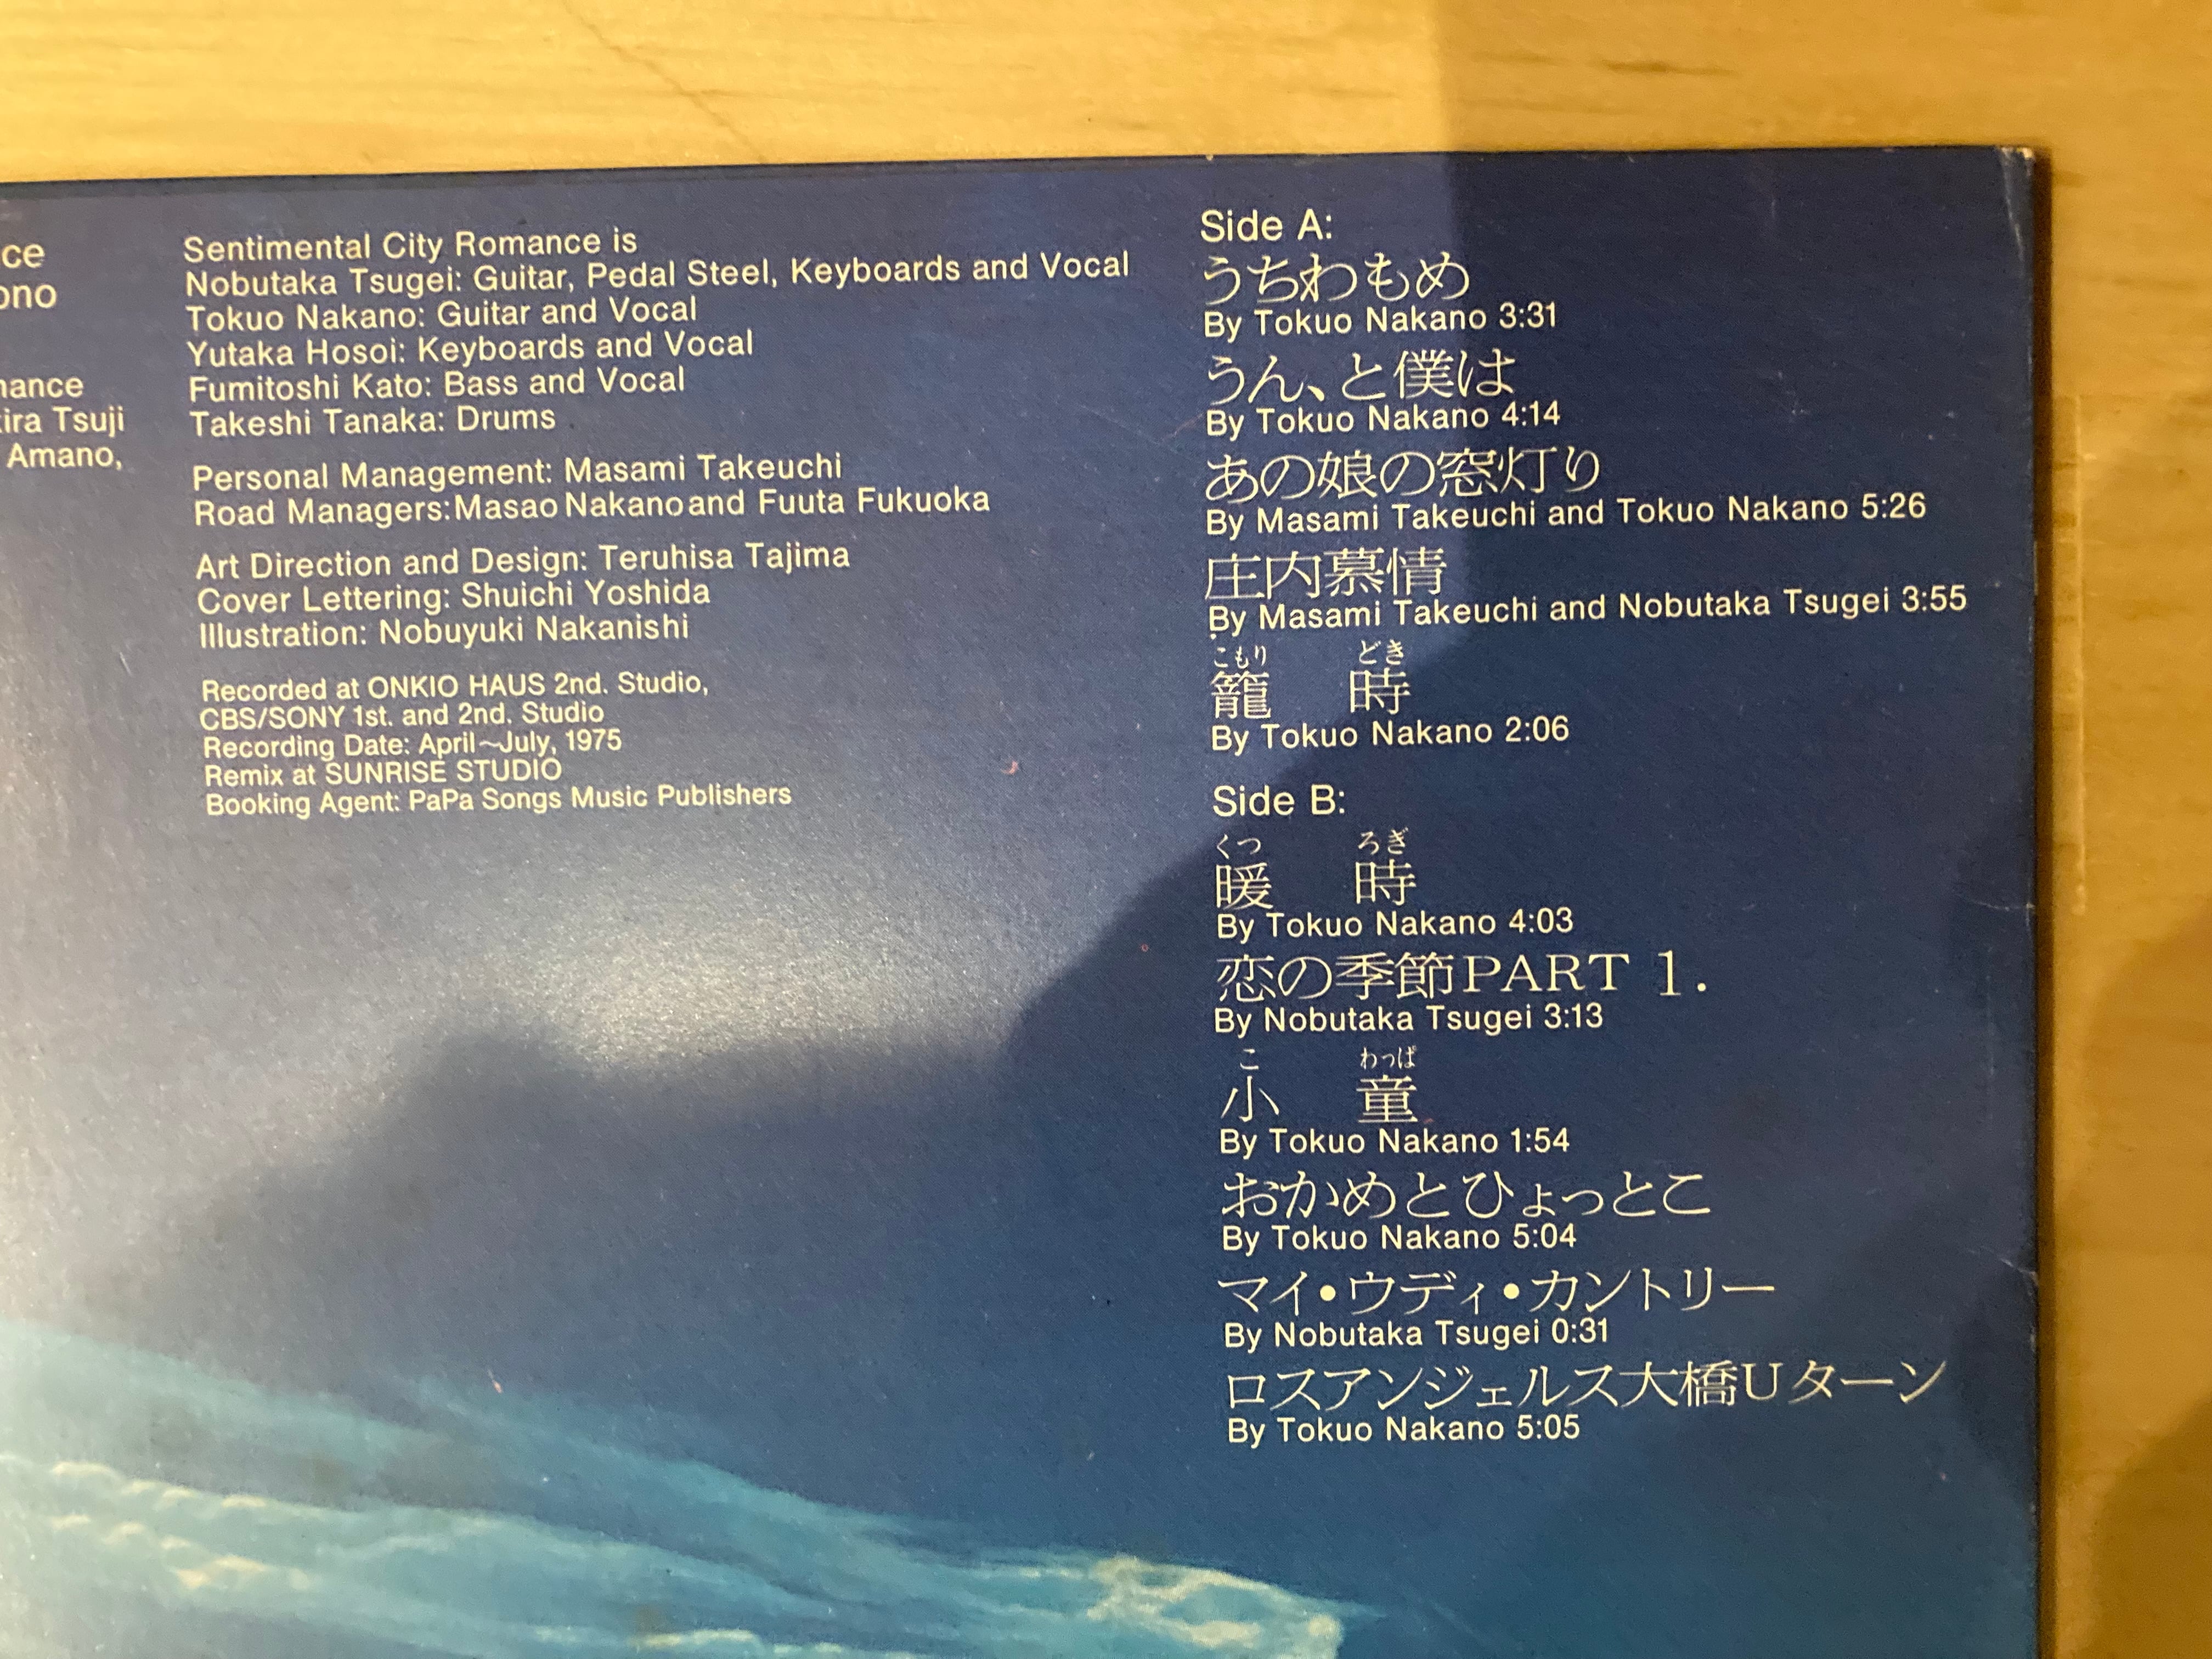 ce
ono
nance
ira Tsuji
Amano,
Sentimental City Romance is
Nobutaka Tsugei: Guitar, Pedal Steel, Keyboards and Vocal
Tokuo Nakano: Guitar and Vocal
Yutaka Hosoi: Keyboards and Vocal
Fumitoshi Kato: Bass and Vocal
Takeshi Tanaka: Drums
Personal Management: Masami Takeuchi
Road Managers: Masao Nakano and Fuuta Fukuoka
Art Direction and Design: Teruhisa Tajima
Cover Lettering: Shuichi Yoshida
Illustration: Nobuyuki Nakanishi
Recorded at ONKIO HAUS 2nd. Studio,
CBS/SONY 1st. and 2nd. Studio
Recording Date: April~July, 1975
Remix at SUNRISE STUDIO
Booking Agent: PaPa Songs Music Publishers
Side A:
うちわもめ
By Tokuo Nakano 3:31
うん、と僕は
By Tokuo Nakano 4:14
あの娘の窓灯り
By Masami Takeuchi and Tokuo Nakano 5:26
庄内慕情
By Masami Takeuchi and Nobutaka Tsugei 3:55
こもり どき
籠 時
By Tokuo Nakano 2:06
Side B:
くつ ろぎ
暖 時
By Tokuo Nakano 4:03
恋の季節PART 1.
By Nobutaka Tsugei 3:13
こ わっぱ
小 童
By Tokuo Nakano 1:54
おかめとひょっとこ
By Tokuo Nakano 5:04
マイ・ウディ・カントリー
By Nobutaka Tsugei 0:31
ロスアンジェルス大橋Uターン
By Tokuo Nakano 5:05